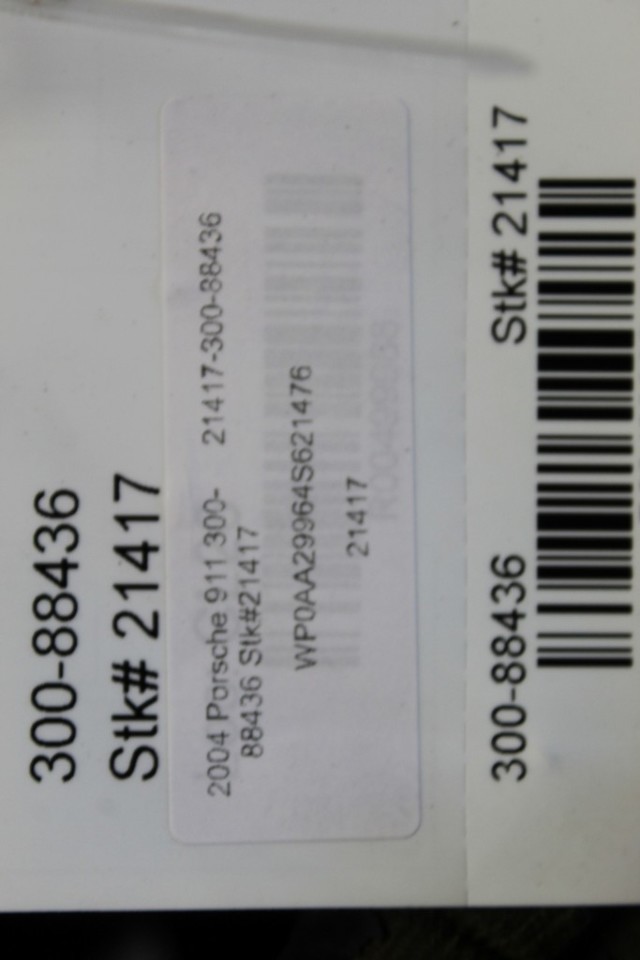 300-88436
Stk# 21417
2004 Porsche 911 300- 21417-300-88436
88436 Stk#21417
WP0AA29964S621476
21417
300-88436 Stk# 21417